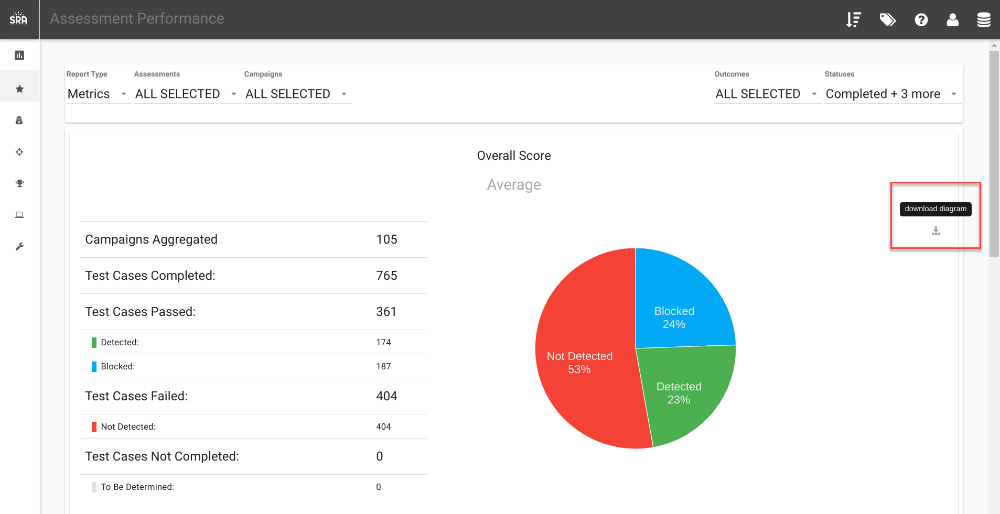 SRA
Assessment Performance
Report Type
Assessments
Campaigns
Outcomes
Statuses
Metrics
ALL SELECTED
ALL SELECTED
ALL SELECTED
Completed + 3 more
Overall Score
Average
download diagram
Campaigns Aggregated 105
Test Cases Completed: 765
Test Cases Passed: 361
Detected: 174
Blocked: 187
Test Cases Failed: 404
Not Detected: 404
Test Cases Not Completed: 0
To Be Determined: 0
Blocked
24%
Not Detected
53%
Detected
23%